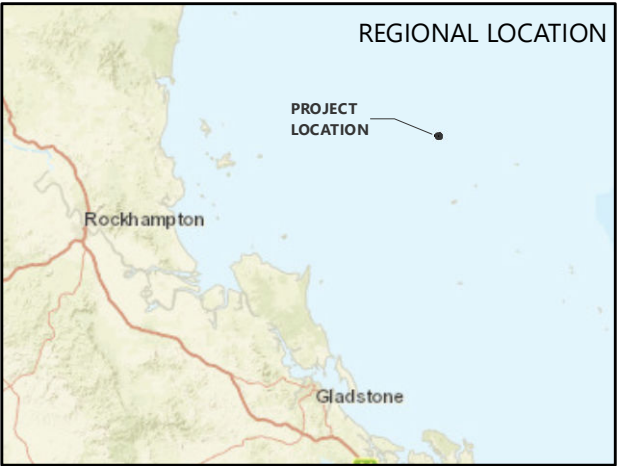 REGIONAL LOCATION
PROJECT
LOCATION
Rockhampton
Gladstone